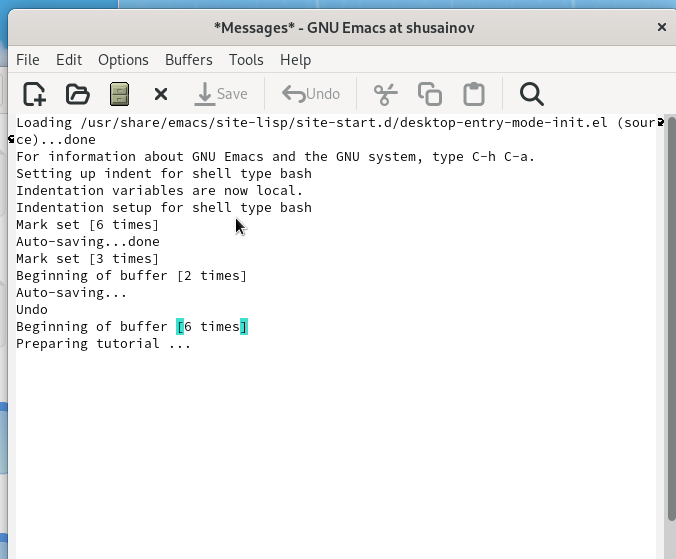 *Messages* - GNU Emacs at shusainov
File Edit Options Buffers Tools Help
Save Undo
Loading /usr/share/emacs/site-lisp/site-start.d/desktop-entry-mode-init.el (sour
ce)...done
For information about GNU Emacs and the GNU system, type C-h C-a.
Setting up indent for shell type bash
Indentation variables are now local.
Indentation setup for shell type bash
Mark set [6 times]
Auto-saving...done
Mark set [3 times]
Beginning of buffer [2 times]
Auto-saving...
Undo
Beginning of buffer [6 times]
Preparing tutorial ...